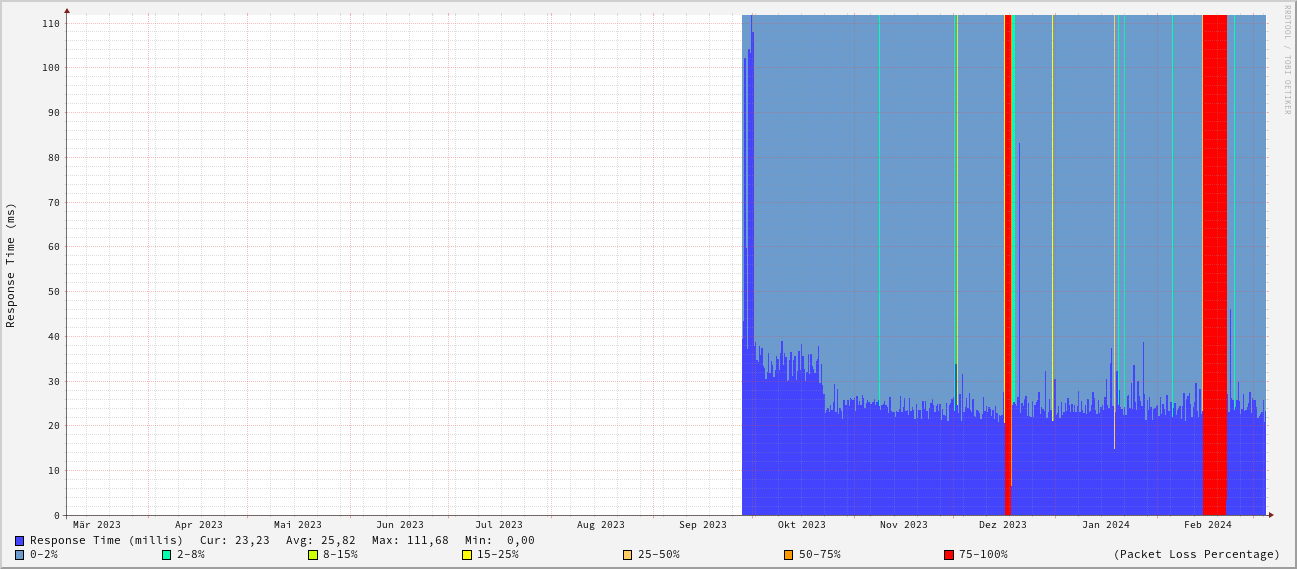 RRDTOOL / TOBI OETIKER
Response Time (ms)
110
100
90
80
70
60
50
40
30
20
10
0
Mär 2023 Apr 2023 Mai 2023 Jun 2023 Jul 2023 Aug 2023 Sep 2023 Okt 2023 Nov 2023 Dez 2023 Jan 2024 Feb 2024
Response Time (millis) Cur: 23,23 Avg: 25,82 Max: 111,68 Min: 0,00
0-2% 2-8% 8-15% 15-25% 25-50% 50-75% 75-100% (Packet Loss Percentage)